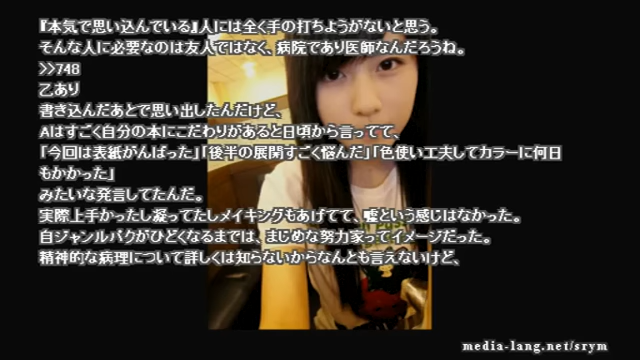 『本気で思い込んでいる』人には全く手の打ちようがないと思う。
そんな人に必要なのは友人ではなく、病院であり医師なんだろうね。
>>748
乙あり
書き込んだあとで思い出したんだけど、
Aはすごく自分の本にこだわりがあると日頃から言ってて、
「今回は表紙がんばった」「後半の展開すごく悩んだ」「色使い工夫してカラーに何日
もかかった」
みたいな発言してたんだ。
実際上手かったし凝ってたしメイキングもあげてて、嘘という感じはなかった。
自ジャンルパクがひどくなるまでは、まじめな努力家ってイメージだった。
精神的な病理について詳しくは知らないからなんとも言えないけど、
media-lang.net/srym